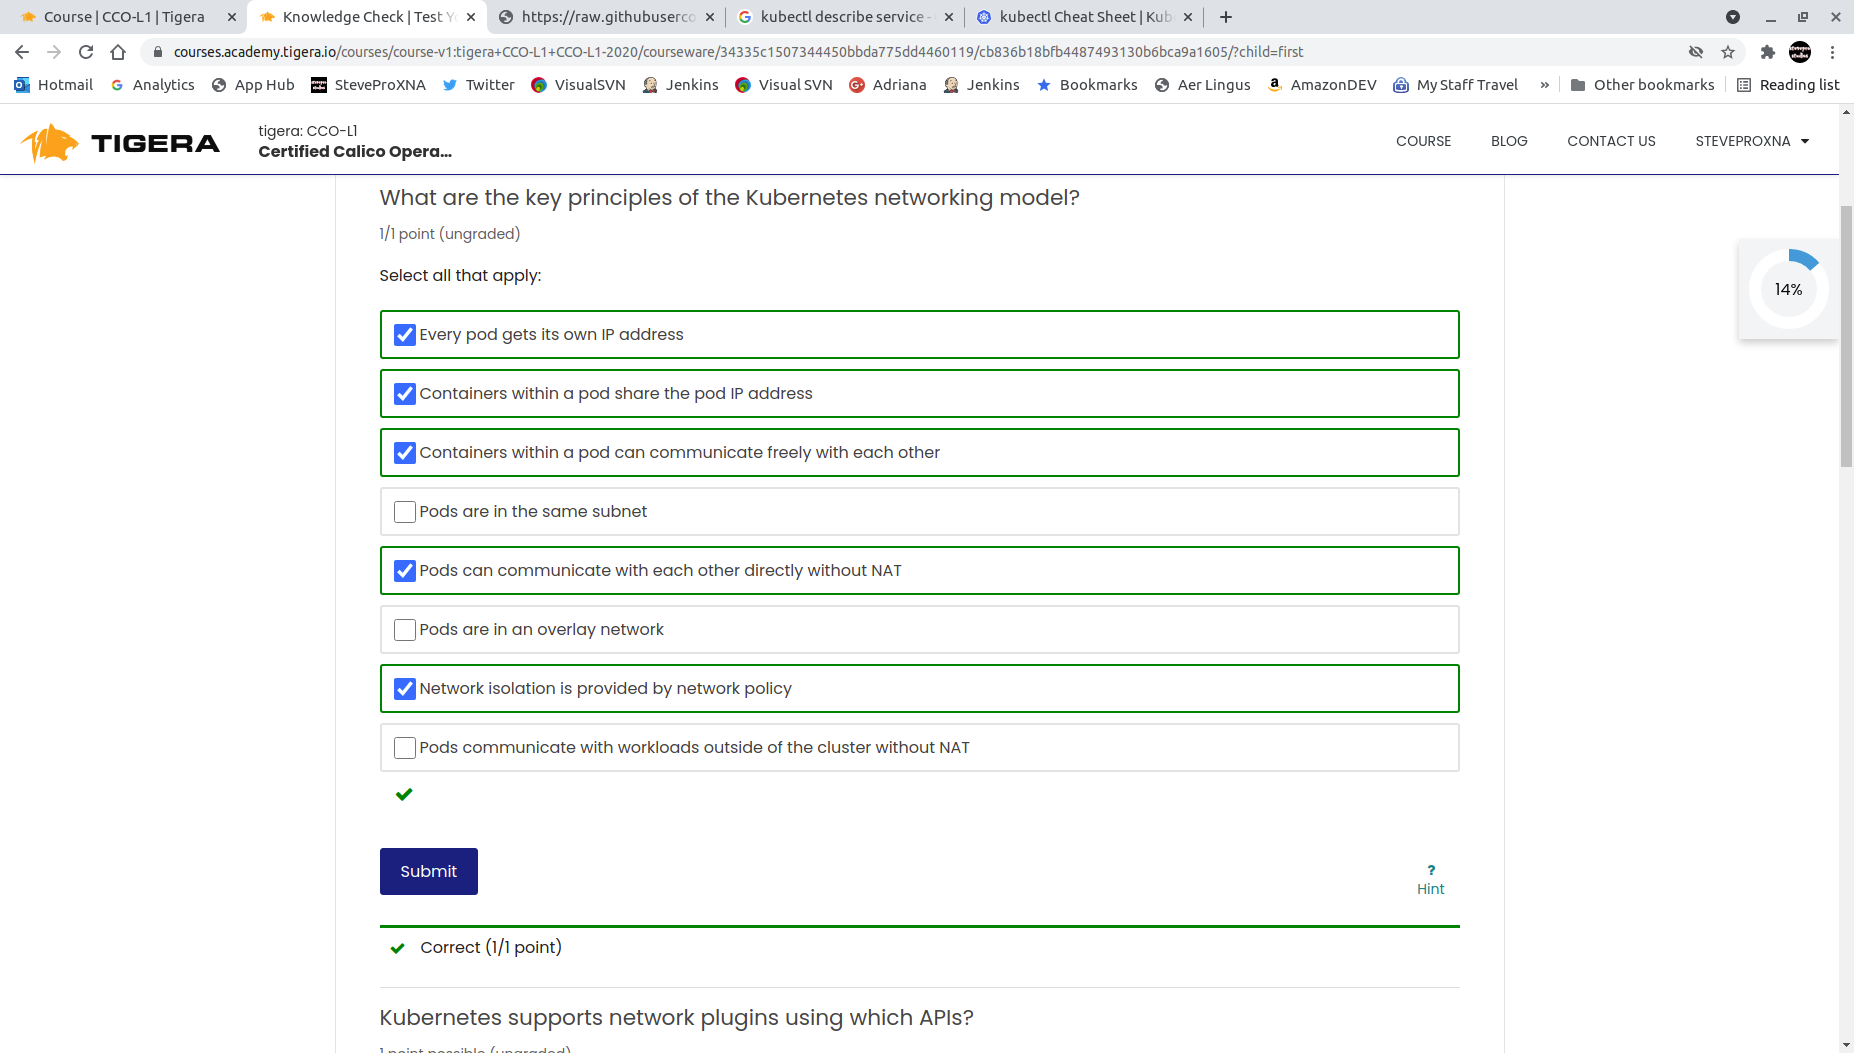 Course | CCO-L1 | Tigera
Knowledge Check | Test Y
https://raw.githubuserco
kubectl describe service -
kubectl Cheat Sheet | Kub
courses.academy.tigera.io/courses/course-v1:tigera+CCO-L1+CCO-L1-2020/courseware/34335c1507344450bbda775dd4460119/cb836b18bfb4487493130b6bca9a1605/?child=first
Hotmail
Analytics
App Hub
SteveProXNA
Twitter
VisualSVN
Jenkins
Visual SVN
Adriana
Jenkins
Bookmarks
Aer Lingus
AmazonDEV
My Staff Travel
»
Other bookmarks
Reading list
TIGERA
tigera: CCO-L1
Certified Calico Opera...
COURSE
BLOG
CONTACT US
STEVEPROXNA
What are the key principles of the Kubernetes networking model?
1/1 point (ungraded)
14%
Select all that apply:
Every pod gets its own IP address
Containers within a pod share the pod IP address
Containers within a pod can communicate freely with each other
Pods are in the same subnet
Pods can communicate with each other directly without NAT
Pods are in an overlay network
Network isolation is provided by network policy
Pods communicate with workloads outside of the cluster without NAT
Submit
?
Hint
Correct (1/1 point)
Kubernetes supports network plugins using which APIs?
1 point possible (ungraded)